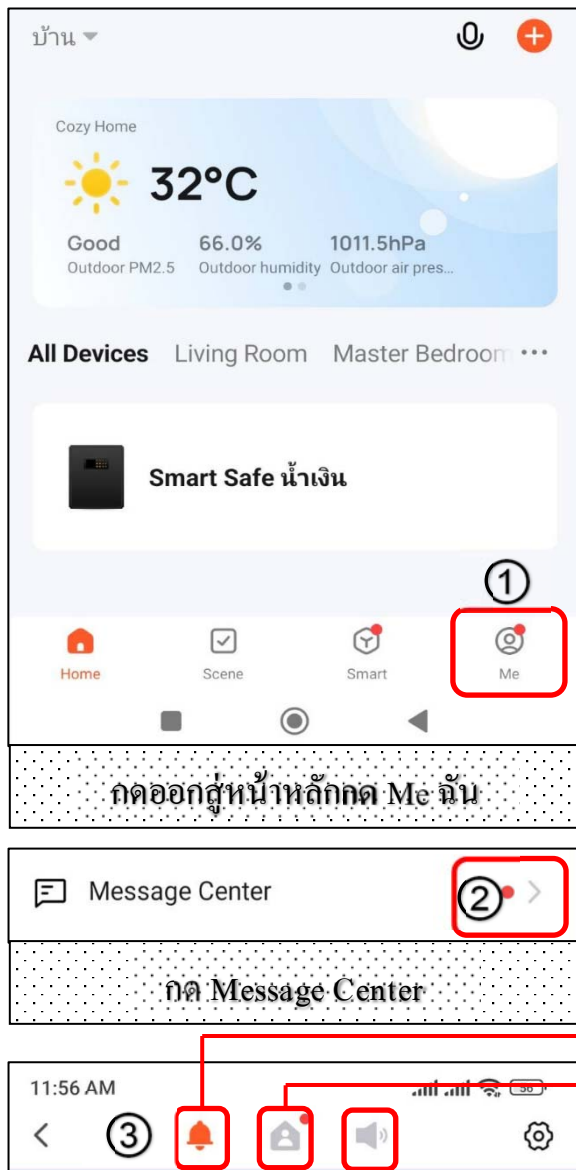 บ้าน
Cozy Home
32°C
Good 66.0% 1011.5hPa
Outdoor PM2.5 Outdoor humidity Outdoor air pres...
All Devices Living Room Master Bedroom ...
Smart Safe น้ำเงิน
①
Home Scene Smart Me
กดออกสู่หน้าหลักกด Me ฉัน
Message Center ②
กด Message Center
11:56 AM 56
③